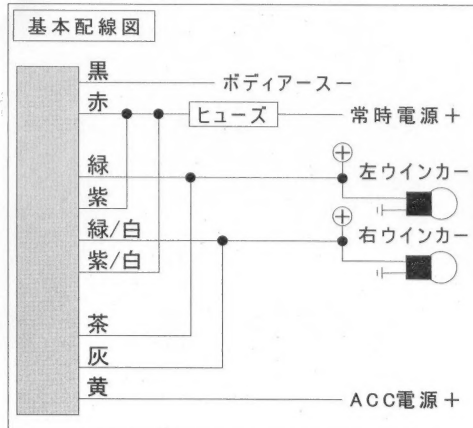 基本配線図
黒
ボディアースー
赤
ヒューズ
常時電源+
緑
左ウインカー
紫
緑/白
右ウインカー
紫/白
茶
灰
黄
ACC電源+